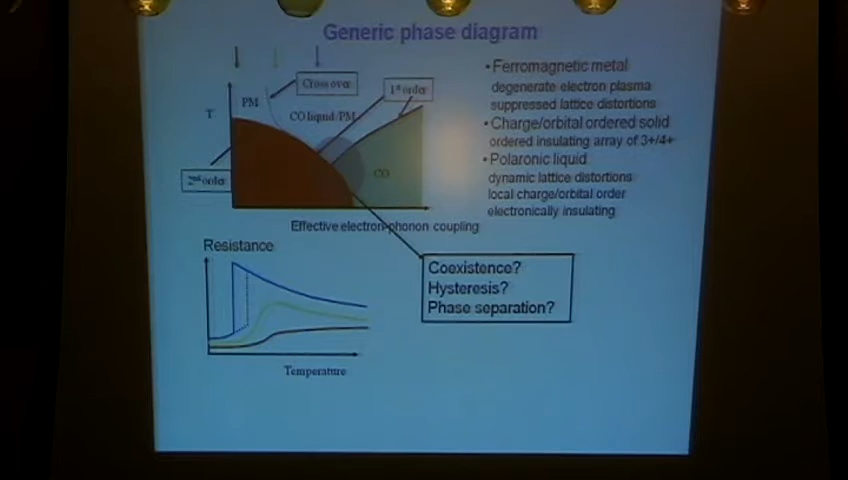 Generic phase diagram
Cross over
1st order
PM
T
CO liquid/PM
CO
2nd order
Effective electron-phonon coupling
• Ferromagnetic metal
degenerate electron plasma
suppressed lattice distortions
• Charge/orbital ordered solid
ordered insulating array of 3+/4+
• Polaronic liquid
dynamic lattice distortions
local charge/orbital order
electronically insulating
Resistance
Temperature
Coexistence?
Hysteresis?
Phase separation?